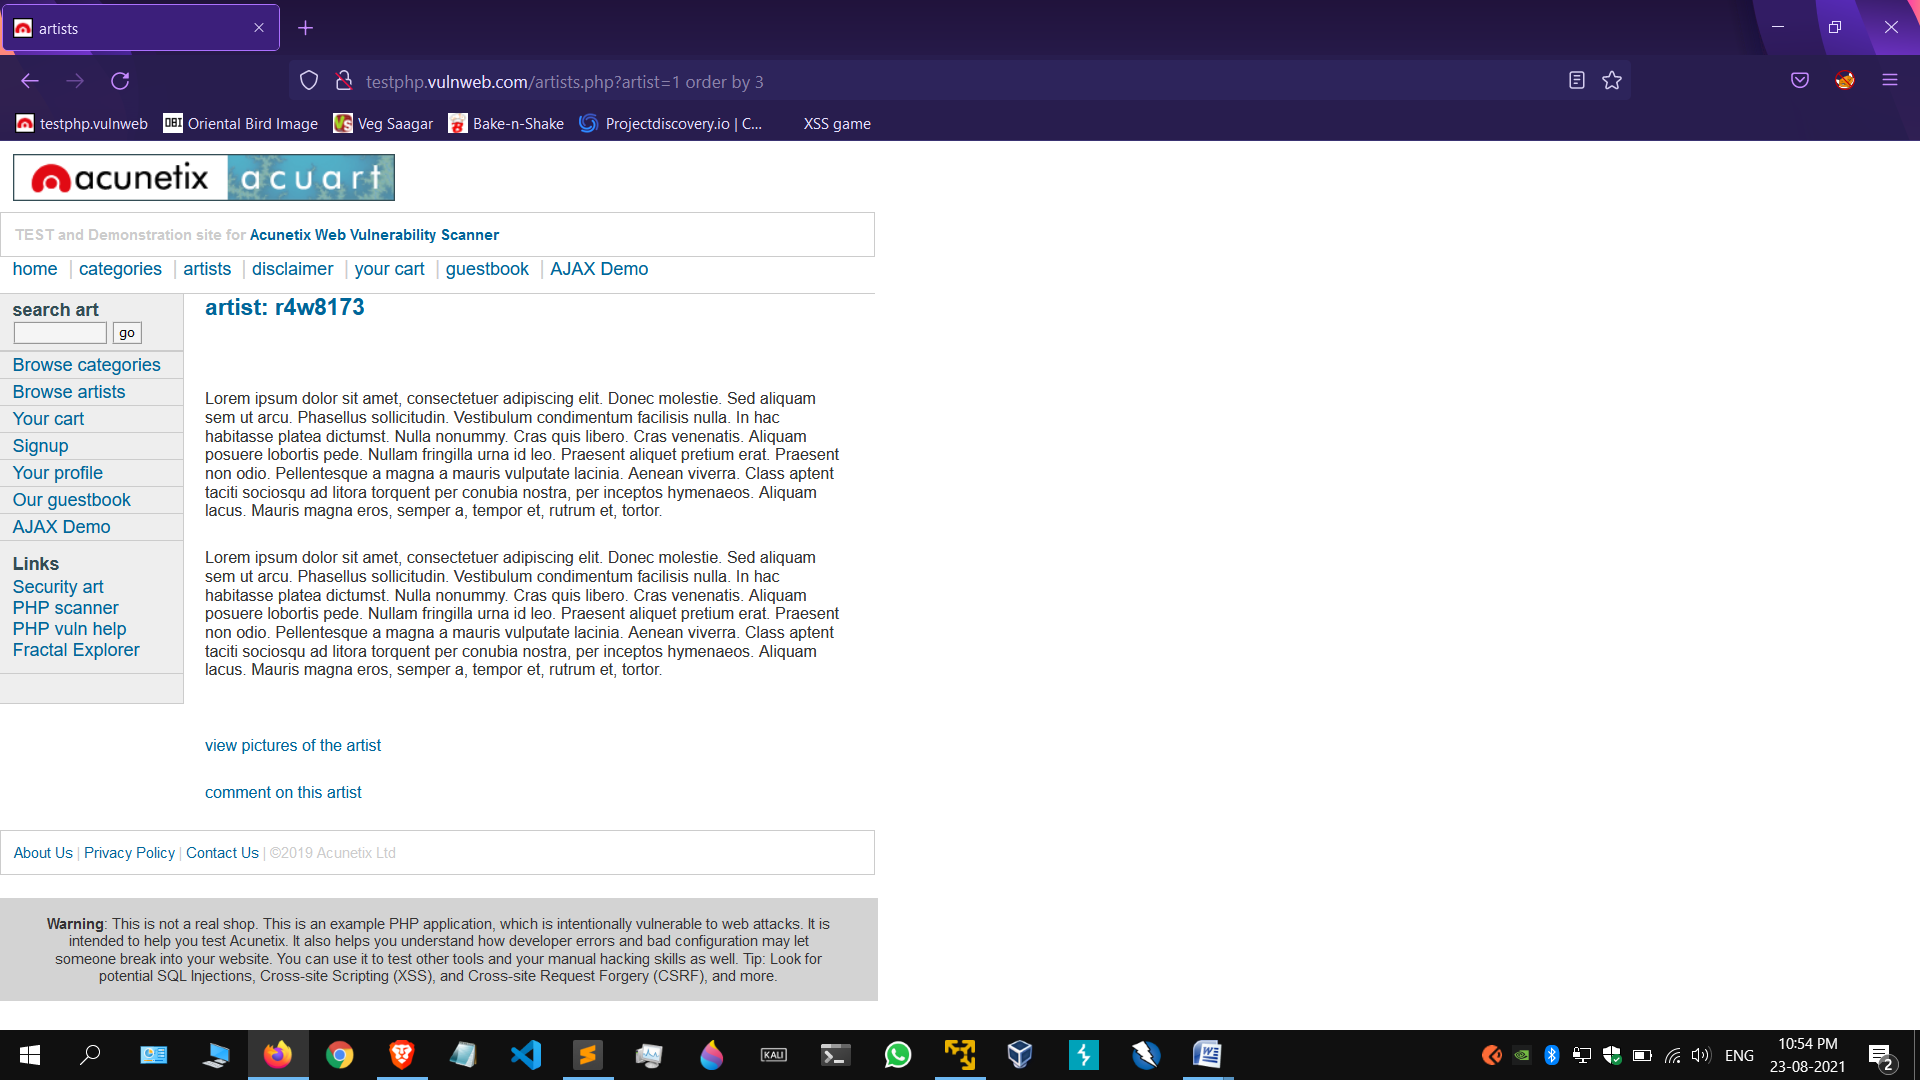 artists
testphp.vulnweb.com/artists.php?artist=1 order by 3
testphp.vulnweb
OBI Oriental Bird Image
Veg Saagar
Bake-n-Shake
Projectdiscovery.io | C...
XSS game
acunetix acuart
TEST and Demonstration site for Acunetix Web Vulnerability Scanner
home | categories | artists | disclaimer | your cart | guestbook | AJAX Demo
search art
go
Browse categories
Browse artists
Your cart
Signup
Your profile
Our guestbook
AJAX Demo
Links
Security art
PHP scanner
PHP vuln help
Fractal Explorer
artist: r4w8173
Lorem ipsum dolor sit amet, consectetuer adipiscing elit. Donec molestie. Sed aliquam
sem ut arcu. Phasellus sollicitudin. Vestibulum condimentum facilisis nulla. In hac
habitasse platea dictumst. Nulla nonummy. Cras quis libero. Cras venenatis. Aliquam
posuere lobortis pede. Nullam fringilla urna id leo. Praesent aliquet pretium erat. Praesent
non odio. Pellentesque a magna a mauris vulputate lacinia. Aenean viverra. Class aptent
taciti sociosqu ad litora torquent per conubia nostra, per inceptos hymenaeos. Aliquam
lacus. Mauris magna eros, semper a, tempor et, rutrum et, tortor.
Lorem ipsum dolor sit amet, consectetuer adipiscing elit. Donec molestie. Sed aliquam
sem ut arcu. Phasellus sollicitudin. Vestibulum condimentum facilisis nulla. In hac
habitasse platea dictumst. Nulla nonummy. Cras quis libero. Cras venenatis. Aliquam
posuere lobortis pede. Nullam fringilla urna id leo. Praesent aliquet pretium erat. Praesent
non odio. Pellentesque a magna a mauris vulputate lacinia. Aenean viverra. Class aptent
taciti sociosqu ad litora torquent per conubia nostra, per inceptos hymenaeos. Aliquam
lacus. Mauris magna eros, semper a, tempor et, rutrum et, tortor.
view pictures of the artist
comment on this artist
About Us | Privacy Policy | Contact Us | ©2019 Acunetix Ltd
Warning: This is not a real shop. This is an example PHP application, which is intentionally vulnerable to web attacks. It is
intended to help you test Acunetix. It also helps you understand how developer errors and bad configuration may let
someone break into your website. You can use it to test other tools and your manual hacking skills as well. Tip: Look for
potential SQL Injections, Cross-site Scripting (XSS), and Cross-site Request Forgery (CSRF), and more.
KALI
ENG
10:54 PM
23-08-2021
2